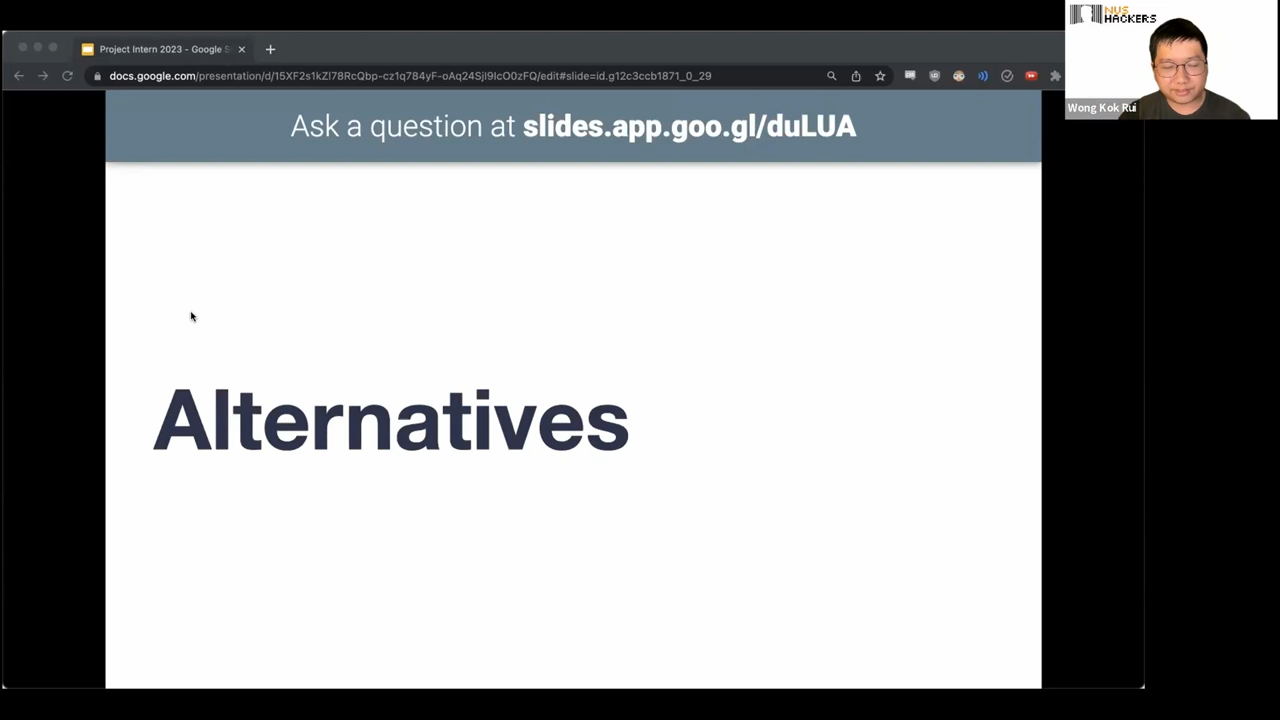 Project Intern 2023 - Google S
docs.google.com/presentation/d/15XF2s1kZl78RcQbp-cz1q784yF-oAq24SjI9IcO0zFQ/edit#slide=id.g12c3ccb1871_0_29
NUS
HACKERS
Wong Kok Rui
Ask a question at slides.app.goo.gl/duLUA
Alternatives